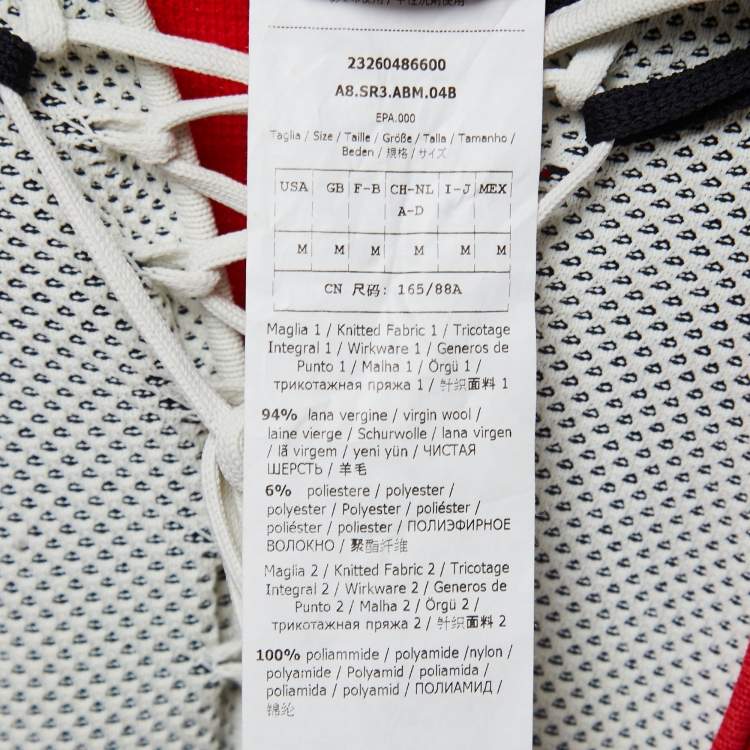 23260486600
A8.SR3.ABM.04B
EPA.000
Taglia / Size / Taille / Größe / Talla / Tamanho /
Beden / 規格 / サイズ
USA GB F-B CH-NL I-J MEX
A-D
M M M M M M
CN 尺码: 165/88A
Maglia 1 / Knitted Fabric 1 / Tricotage
Integral 1 / Wirkware 1 / Generos de
Punto 1 / Malha 1 / Örgü 1 /
трикотажная пряжа 1 / 针织面料 1
94% lana vergine / virgin wool /
laine vierge / Schurwolle / lana virgen
/ lã virgem / yeni yün / ЧИСТАЯ
ШЕРСТЬ / 羊毛
6% poliestere / polyester /
polyester / Polyester / poliéster /
poliéster / poliester / ПОЛИЭФИРНОЕ
ВОЛОКНО / 聚酯纤维
Maglia 2 / Knitted Fabric 2 / Tricotage
Integral 2 / Wirkware 2 / Generos de
Punto 2 / Malha 2 / Örgü 2 /
трикотажная пряжа 2 / 针织面料 2
100% poliammide / polyamide /nylon /
polyamide / Polyamid / poliamida /
poliamida / polyamid / ПОЛИАМИД /
锦纶